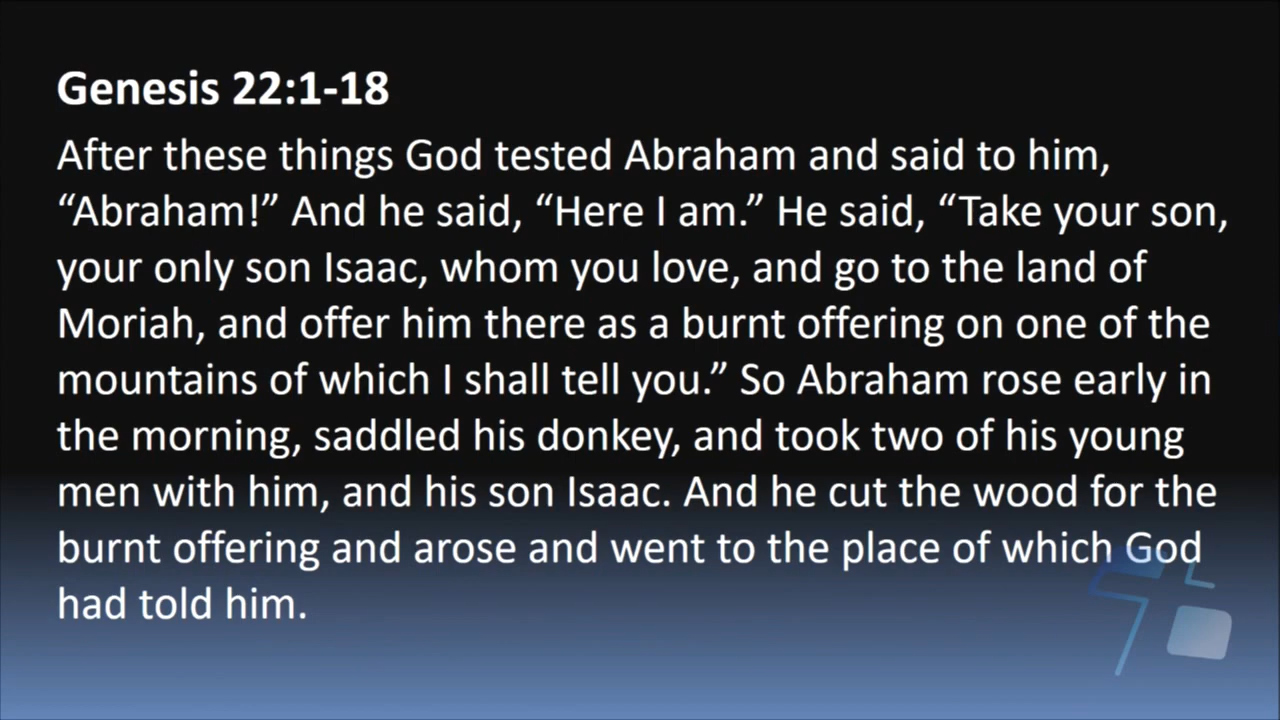 Genesis 22:1-18
After these things God tested Abraham and said to him,
“Abraham!” And he said, “Here I am.” He said, “Take your son,
your only son Isaac, whom you love, and go to the land of
Moriah, and offer him there as a burnt offering on one of the
mountains of which I shall tell you.” So Abraham rose early in
the morning, saddled his donkey, and took two of his young
men with him, and his son Isaac. And he cut the wood for the
burnt offering and arose and went to the place of which God
had told him.